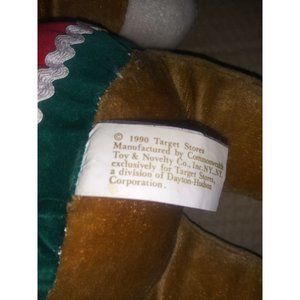 © 1990 Target Stores
Manufactured by Commonwealth
Toy & Novelty Co., Inc. NY., NY.
exclusively for Target Stores,
a division of Dayton-Hudson
Corporation.